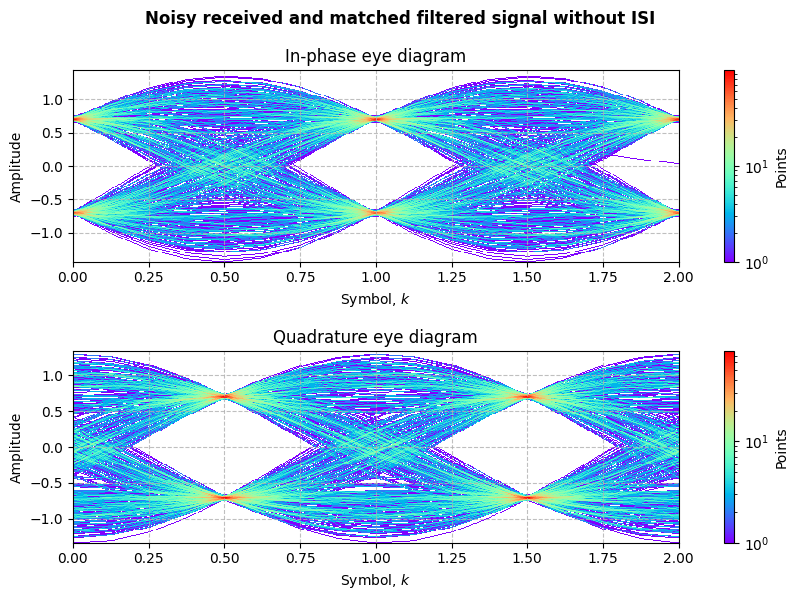 Noisy received and matched filtered signal without ISI
In-phase eye diagram
Amplitude
1.0
0.5
0.0
−0.5
−1.0
0.00 0.25 0.50 0.75 1.00 1.25 1.50 1.75 2.00
Symbol, k
10¹
10⁰
Points
Quadrature eye diagram
Amplitude
1.0
0.5
0.0
−0.5
−1.0
0.00 0.25 0.50 0.75 1.00 1.25 1.50 1.75 2.00
Symbol, k
10¹
10⁰
Points